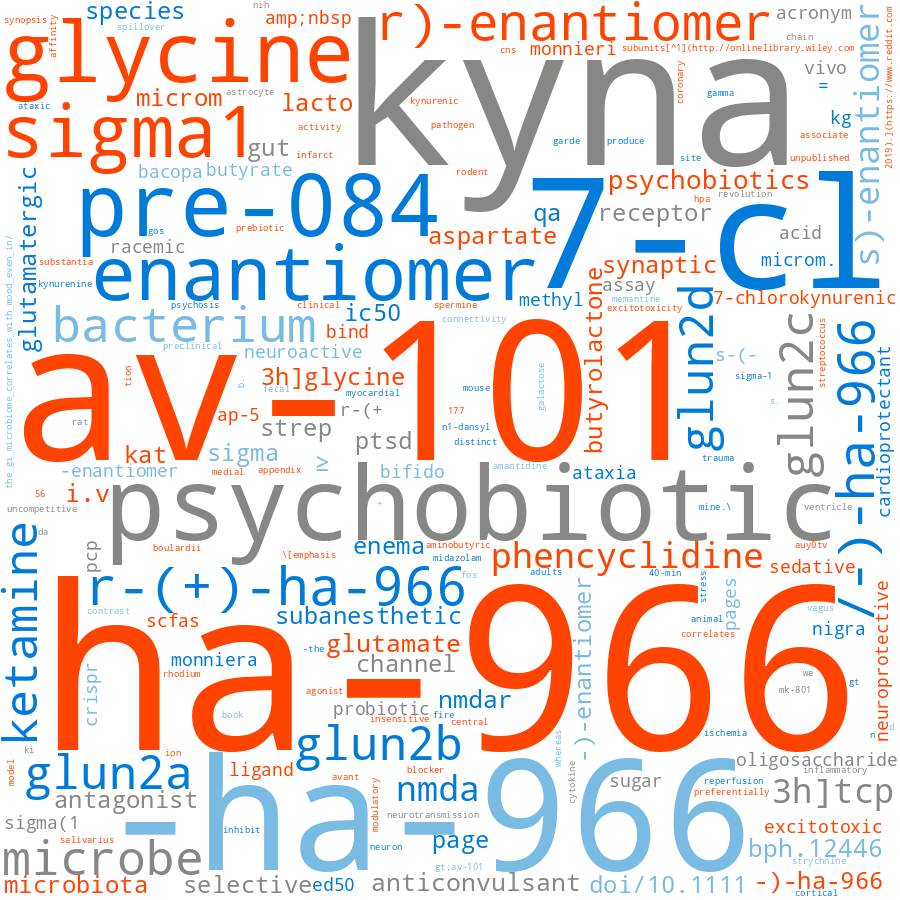 synopsis
species
nih
amp;nbsp
r)-enantiomer
acronym
spillover
affinity
glycine
cns
monnieri
subunits[^1](http://onlinelibrary.wiley.com
chain
s)-enantiomer
2019).](https://www.reddit.com
kyna
vivo
=
microm
astrocyte
lacto
kynurenic
coronary
gamma
ataxic
sigma1
activity
pathogen
kg
associate
gut
infarct
garde
produce
site
unpublished
bacopa
butyrate
rodent
psychobiotics
revolution
hpa
glutamatergic
pre-084
7-cl
qa
receptor
gos
prebiotic
aspartate
acid
racemic
the_gi_microbiome_correlates_with_mood_even_in/
substantia
enantiomer
synaptic
microm.
kynurenine
psychosis
clinical
spermine
methyl
assay
memantine
excitotoxicity
7-chlorokynurenic
bacterium
ic50
bind
connectivity
butyrolactone
glun2d
glun2c
streptococcus
preclinical
neuroactive
s-(-
-)-ha-966
cardioprotectant
av-101
tion
b.
3h]glycine
fecal
myocardial
mouse
galactose
sigma-1
rat
ap-5
r-(+
177
n1-dansyl
s.
strep
distinct
kat
medial
sigma
ptsd
iv
trauma
-enantiomer
appendix
bifido
amantidine
ataxia
56
i.v
uncompetitive
psychobiotic
+
mine.\
ventricle
da
ketamine
pcp
boulardii
\[emphasis
enema
aminobutyric
midazolam
phencyclidine
auy0tv
sedative
r-(+)-ha-966
fos
adults
40-min
stress
pages
contrast
scfas
subanesthetic
animal
vagus
nigra
neuroprotective
/
-the
glutamate
correlates
monniera
channel
rhodium
crispr
agonist
nmdar
-)-enantiomer
we
mk-801
gt
ha-966
book
probiotic
insensitive
fire
central
ischemia
d
ki
ion
glun2b
whereas
model
glun2a
ligand
avant
blocker
cytokine
sugar
oligosaccharide
inflammatory
reperfusion
preferentially
antagonist
modulatory
nmda
3h]tcp
-ha-966
sigma(1
inhibit
neurotransmission
excitotoxic
salivarius
neuron
page
bph.12446
microbe
gt;av-101
strychnine
microbiota
selective
ed50
anticonvulsant
doi/10.1111
-)-ha-966
cortical